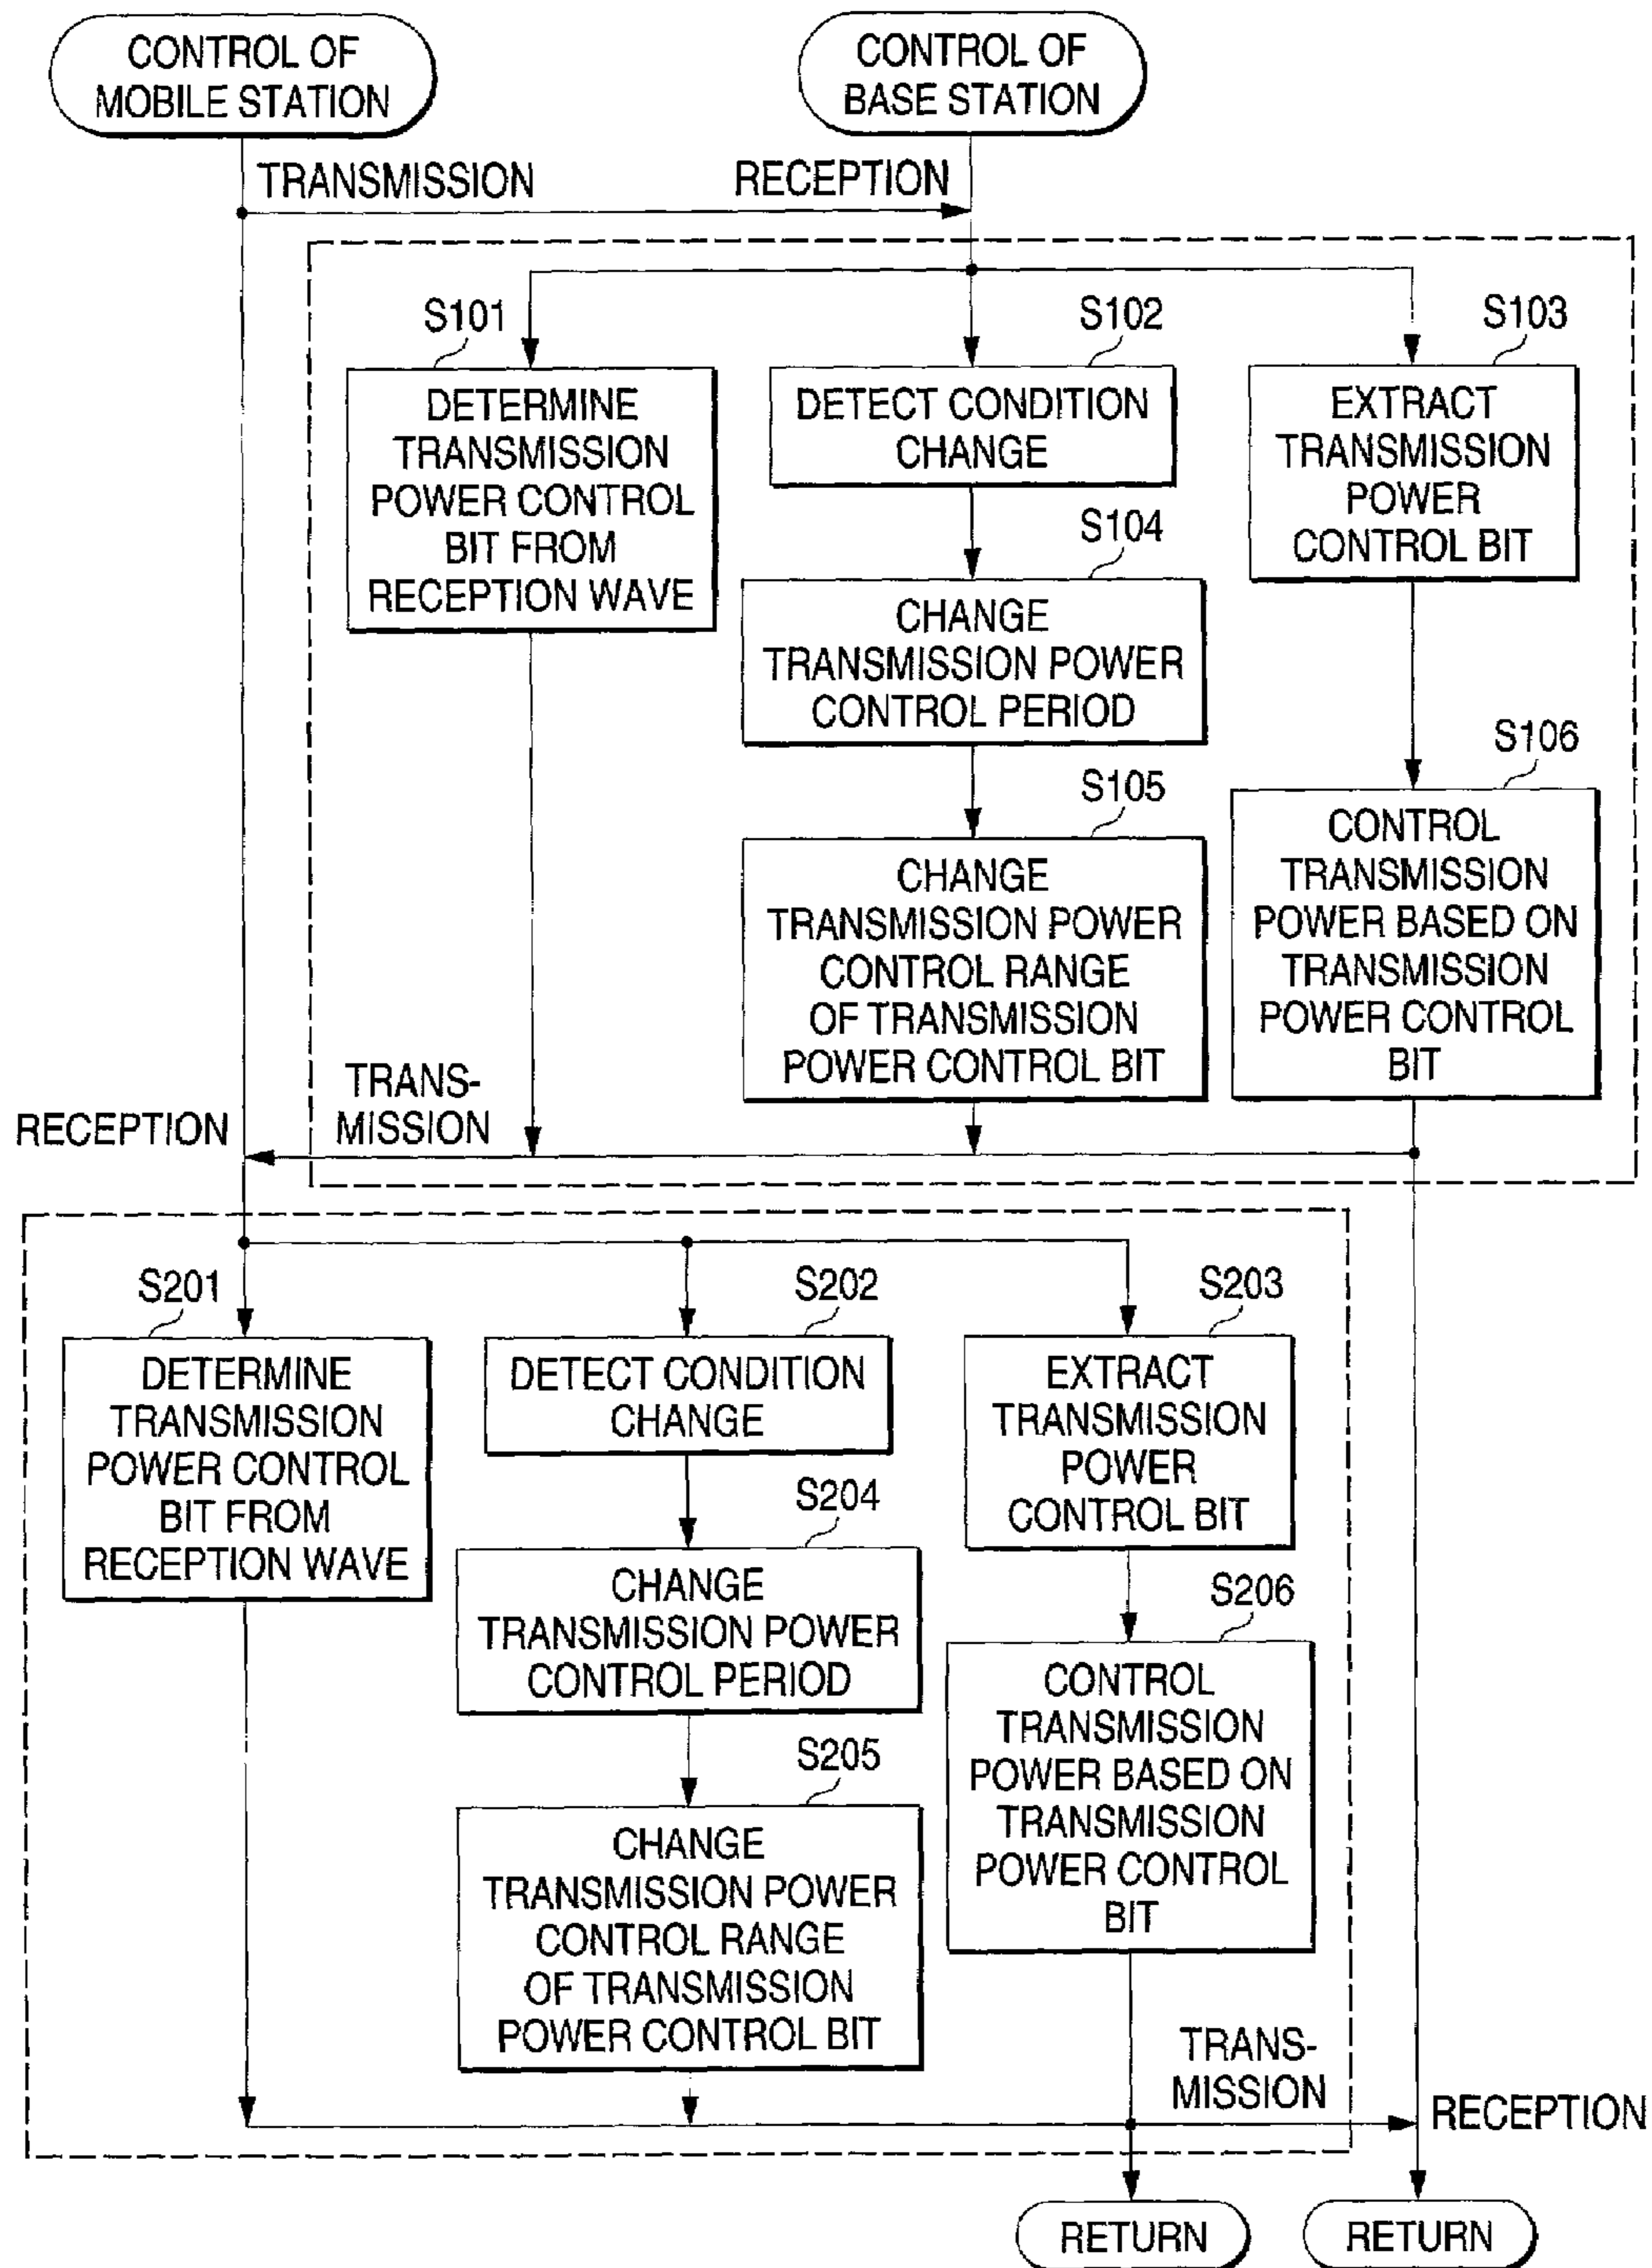 CONTROL OF
MOBILE STATION
CONTROL OF
BASE STATION
TRANSMISSION
RECEPTION
S101
DETERMINE
TRANSMISSION
POWER CONTROL
BIT FROM
RECEPTION WAVE
S102
DETECT CONDITION
CHANGE
S103
EXTRACT
TRANSMISSION
POWER
CONTROL BIT
S104
CHANGE
TRANSMISSION POWER
CONTROL PERIOD
S105
CHANGE
TRANSMISSION POWER
CONTROL RANGE
OF TRANSMISSION
POWER CONTROL BIT
S106
CONTROL
TRANSMISSION
POWER BASED ON
TRANSMISSION
POWER CONTROL
BIT
TRANS-
MISSION
RECEPTION
S201
DETERMINE
TRANSMISSION
POWER CONTROL
BIT FROM
RECEPTION WAVE
S202
DETECT CONDITION
CHANGE
S203
EXTRACT
TRANSMISSION
POWER
CONTROL BIT
S204
CHANGE
TRANSMISSION POWER
CONTROL PERIOD
S205
CHANGE
TRANSMISSION POWER
CONTROL RANGE
OF TRANSMISSION
POWER CONTROL BIT
S206
CONTROL
TRANSMISSION
POWER BASED ON
TRANSMISSION
POWER CONTROL
BIT
TRANS-
MISSION
RECEPTION
RETURN
RETURN